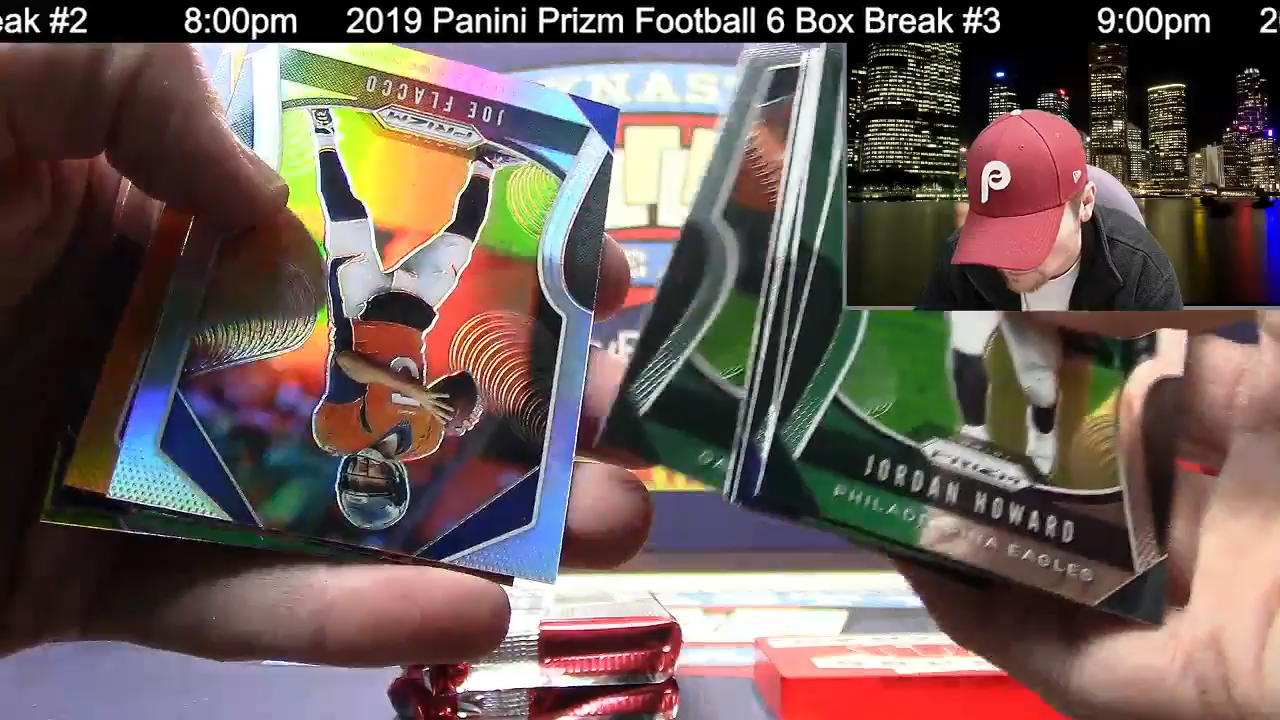 eak #2 8:00pm 2019 Panini Prizm Football 6 Box Break #3 9:00pm 2
JOE FLACCO
PRIZM
P
PRIZM
JORDAN HOWARD
PHILADELPHIA EAGLES